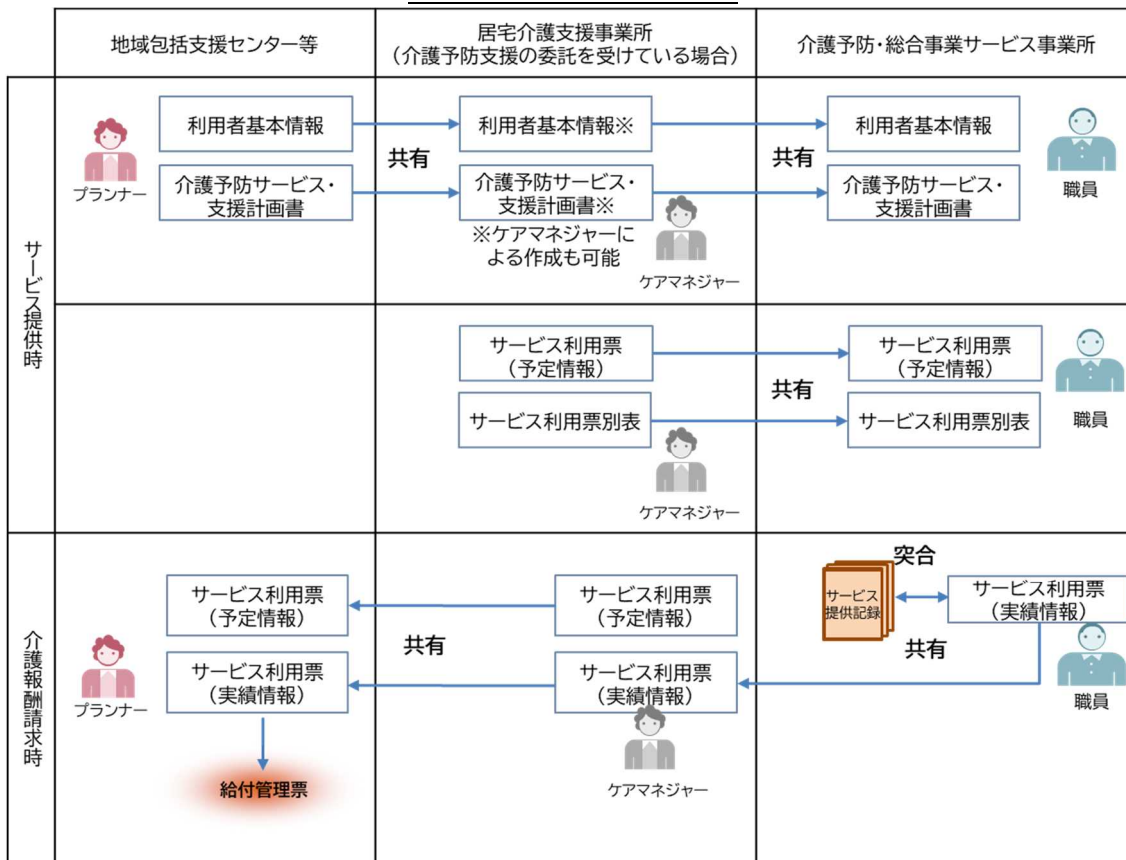 地域包括支援センター等
居宅介護支援事業所
（介護予防支援の委託を受けている場合）
介護予防・総合事業サービス事業所
サービス提供時
プランナー
利用者基本情報
介護予防サービス・
支援計画書
共有
利用者基本情報※
介護予防サービス・
支援計画書※
※ケアマネジャーに
よる作成も可能
ケアマネジャー
共有
利用者基本情報
介護予防サービス・
支援計画書
職員
サービス利用票
（予定情報）
サービス利用票別表
ケアマネジャー
共有
サービス利用票
（予定情報）
サービス利用票別表
職員
介護報酬請求時
プランナー
サービス利用票
（予定情報）
サービス利用票
（実績情報）
給付管理票
共有
サービス利用票
（予定情報）
サービス利用票
（実績情報）
ケアマネジャー
突合
サービス
提供記録
サービス利用票
（実績情報）
共有
職員